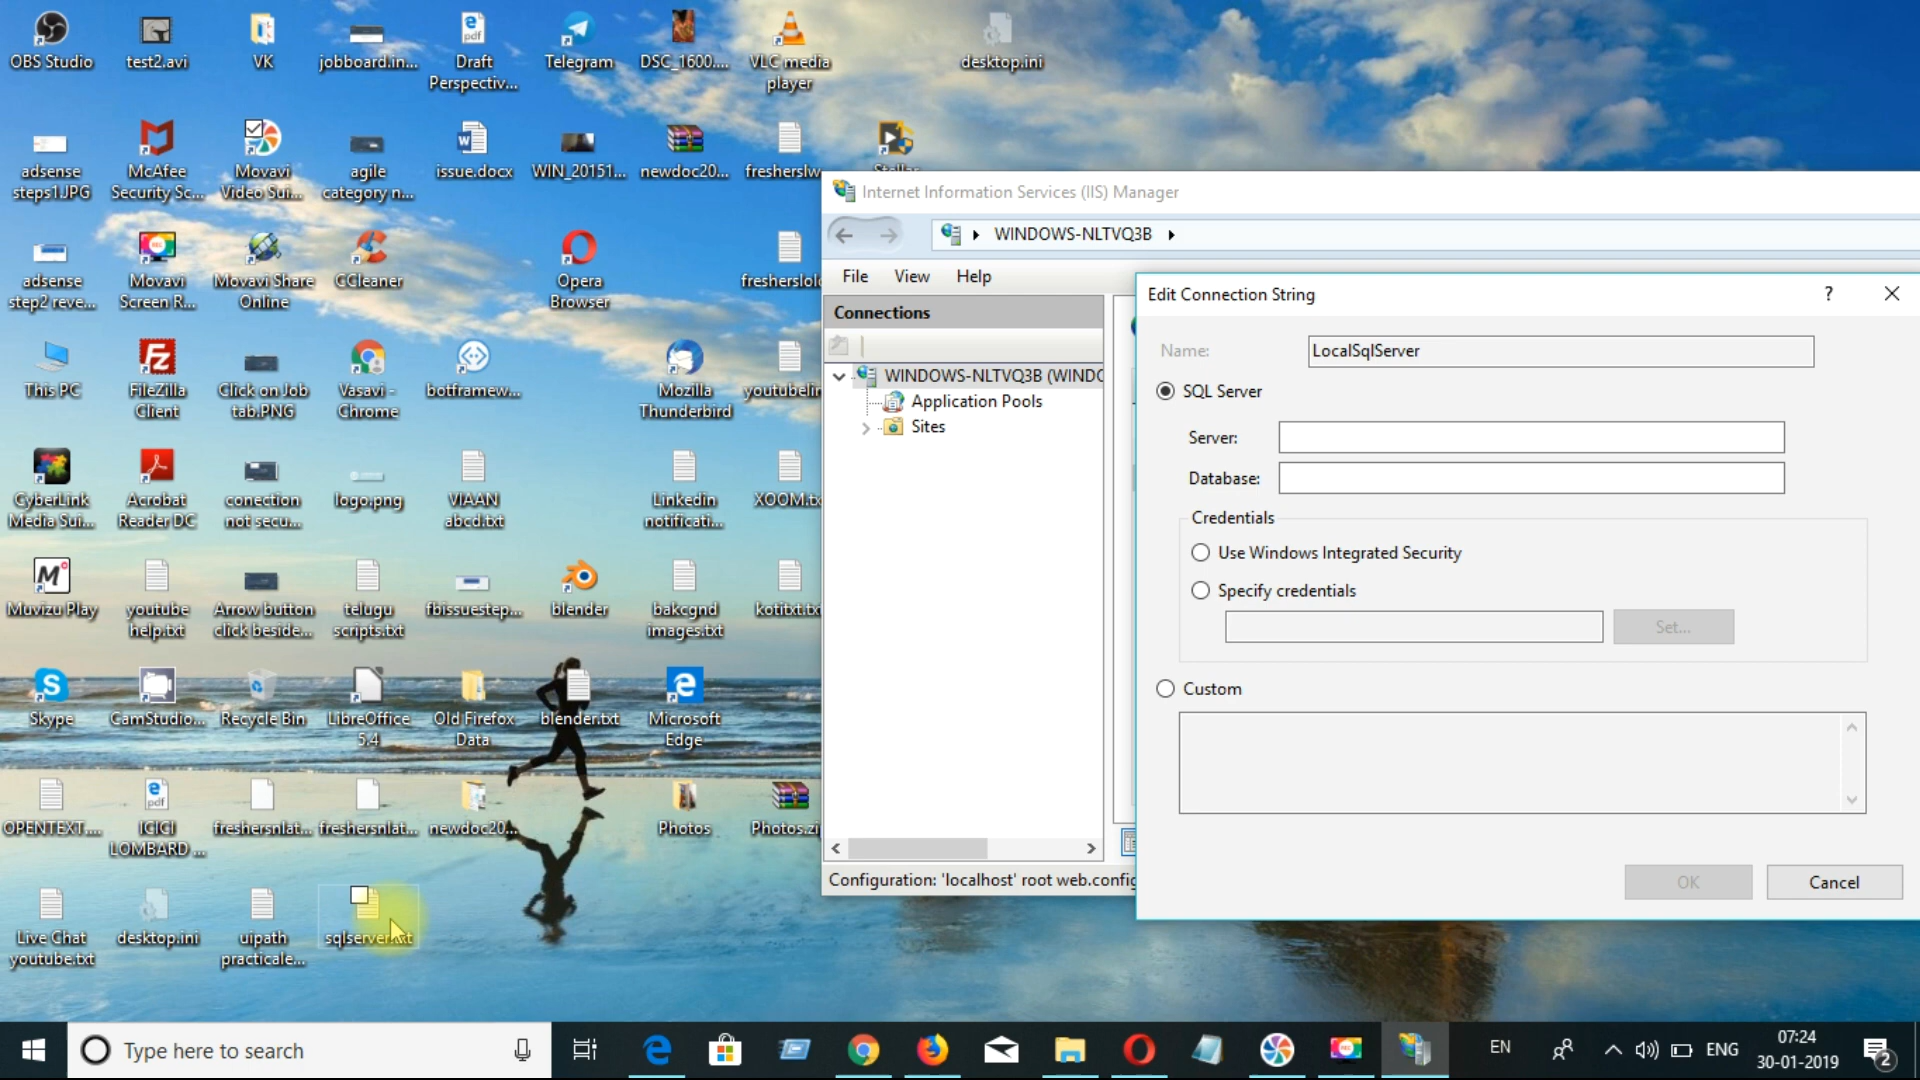 OBS Studio
test2.avi
VK
jobboard.in...
Draft
Perspectiv...
Telegram
DSC_1600....
VLC media
player
desktop.ini
adsense
steps1.JPG
McAfee
Security Sc...
Movavi
Video Sui...
agile
category n...
issue.docx
WIN_20151...
newdoc20...
fresherslw
Stellar
adsense
step2 reve...
Movavi
Screen R...
Movavi Share
Online
CCleaner
Opera
Browser
This PC
FileZilla
Client
Click on Job
tab.PNG
Vasavi -
Chrome
botframew...
Mozilla
Thunderbird
youtubelin
CyberLink
Media Sui...
Acrobat
Reader DC
conection
not secu...
logo.png
VIAAN
abcd.txt
Linkedin
notificati...
XOOM.tx
Muvizu Play
youtube
help.txt
Arrow button
click beside...
telugu
scripts.txt
fbissuestep...
blender
bakcgnd
images.txt
kotitxt.tx
Skype
CamStudio...
Recycle Bin
LibreOffice
5.4
Old Firefox
Data
blender.txt
Microsoft
Edge
OPENTEXT....
ICICI
LOMBARD ...
freshersnlat...
freshersnlat...
newdoc20...
Photos
Photos.zi
Live Chat
youtube.txt
desktop.ini
uipath
practicale...
sqlserver.txt
Internet Information Services (IIS) Manager
WINDOWS-NLTVQ3B
File View Help
Connections
WINDOWS-NLTVQ3B (WINDO
Application Pools
Sites
Configuration: 'localhost' root web.config
Edit Connection String
?
Name:
LocalSqlServer
SQL Server
Server:
Database:
Credentials
Use Windows Integrated Security
Specify credentials
Set...
Custom
OK
Cancel
Type here to search
EN
ENG
07:24
30-01-2019
2